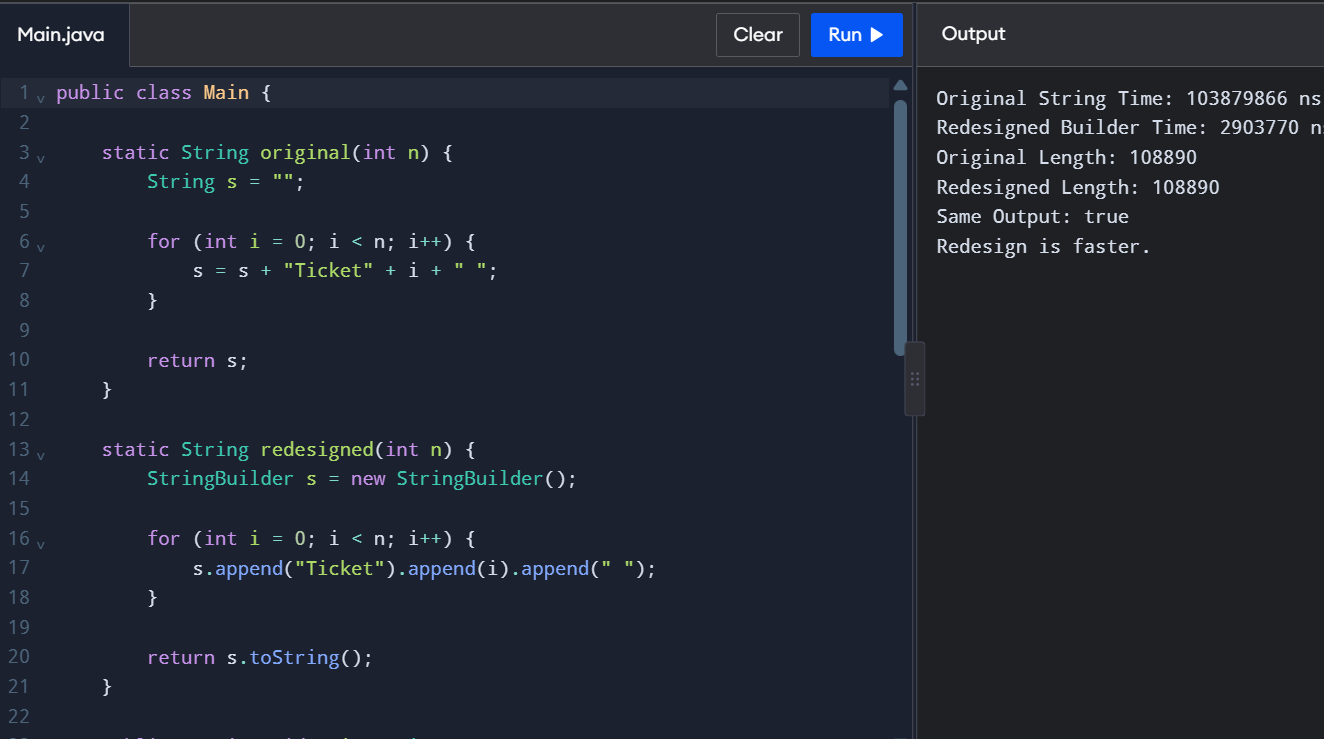 Main.java
Clear
Run
Output
1 public class Main {
2
3 static String original(int n) {
4 String s = "";
5
6 for (int i = 0; i < n; i++) {
7 s = s + "Ticket" + i + " ";
8 }
9
10 return s;
11 }
12
13 static String redesigned(int n) {
14 StringBuilder s = new StringBuilder();
15
16 for (int i = 0; i < n; i++) {
17 s.append("Ticket").append(i).append(" ");
18 }
19
20 return s.toString();
21 }
22
Original String Time: 103879866 ns
Redesigned Builder Time: 2903770 n
Original Length: 108890
Redesigned Length: 108890
Same Output: true
Redesign is faster.